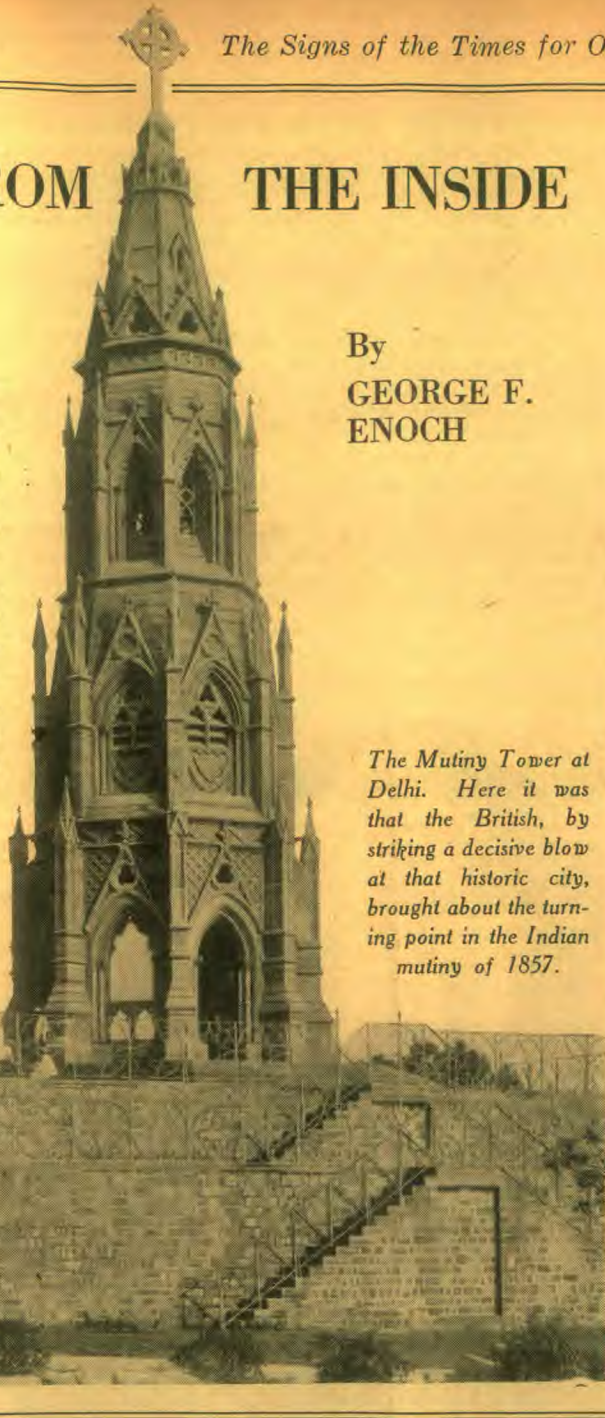 The Signs of the Times for O
ROM THE INSIDE
By
GEORGE F.
ENOCH
The Mutiny Tower at
Delhi. Here it was
that the British, by
striking a decisive blow
at that historic city,
brought about the turn-
ing point in the Indian
mutiny of 1857.